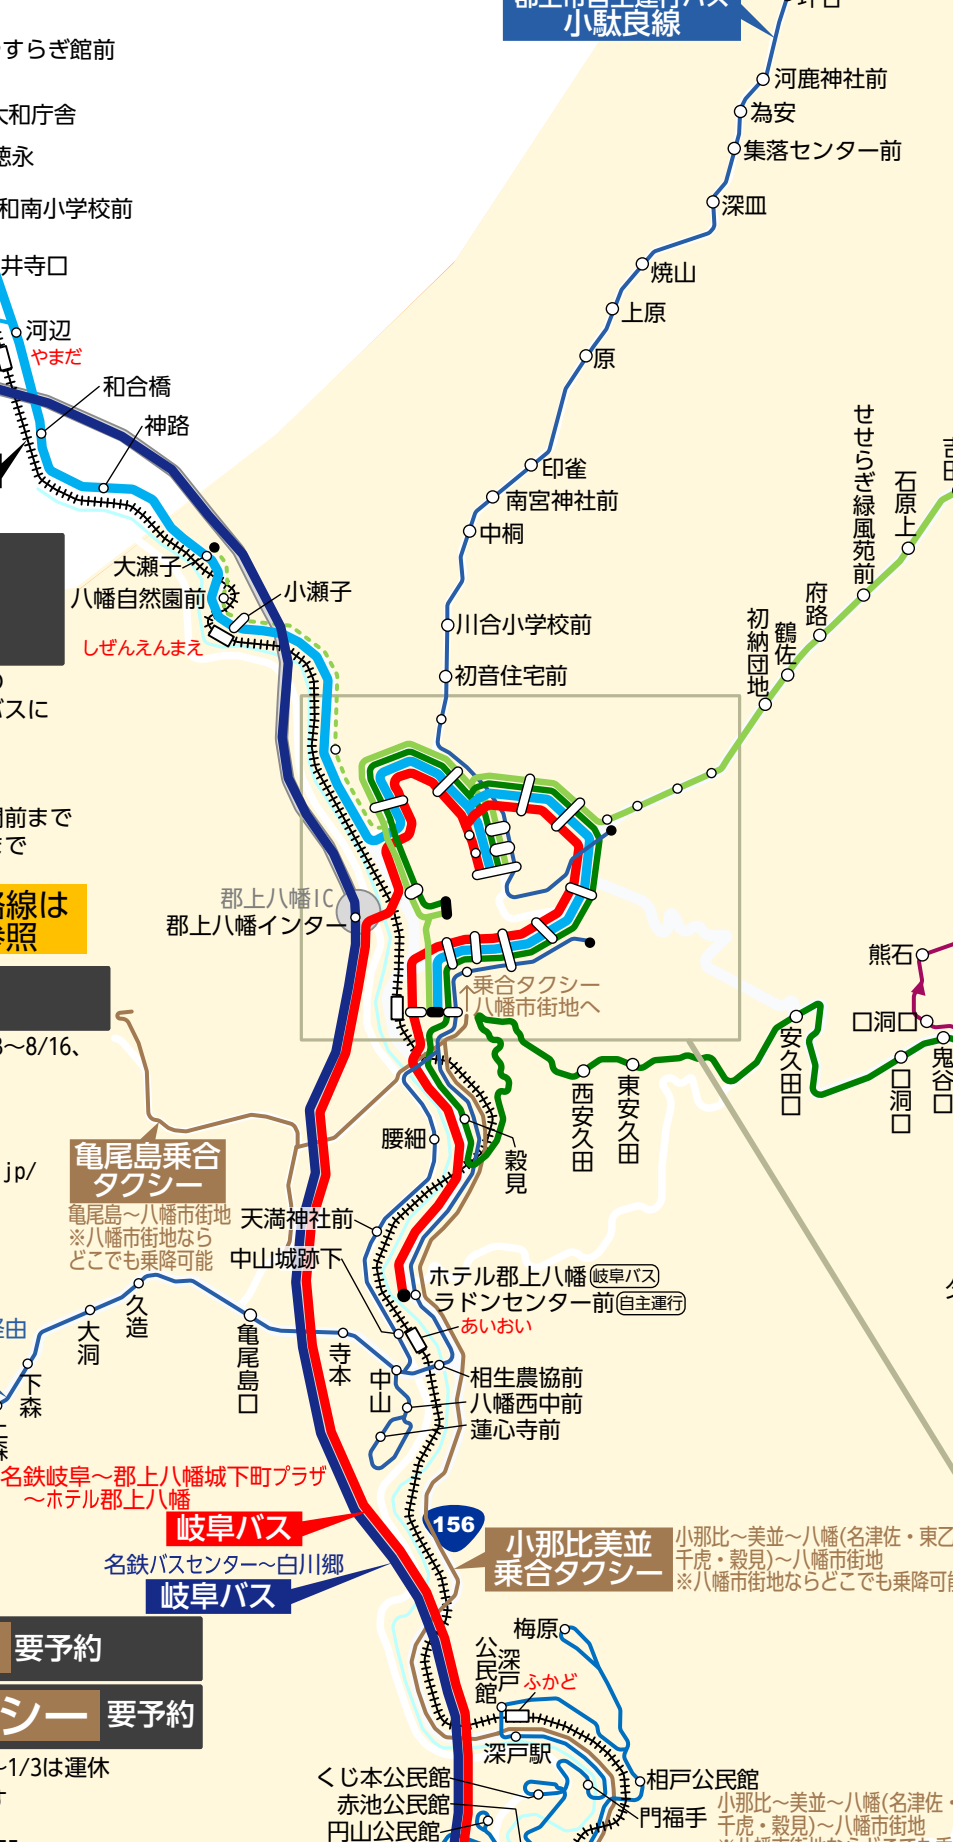 小駄良線
すらぎ館前
河鹿神社前
為安
大和庁舎
集落センター前
徳永
和南小学校前
深皿
井寺口
焼山
上原
河辺
やまだ
原
和合橋
神路
せせらぎ緑風苑前
印雀
石原上
南宮神社前
中桐
大瀬子
八幡自然園前
小瀬子
しぜんえんまえ
府路
鶴佐
初納団地
川合小学校前
初音住宅前
バスに
前まで
まで
路線は
参照
郡上八幡IC
郡上八幡インター
熊石
乗合タクシー
八幡市街地へ
口洞口
安久田口
鬼谷口
口洞口
～8/16、
西安久田
東安久田
腰細
穀見
亀尾島乗合
タクシー
jp/
亀尾島～八幡市街地
※八幡市街地なら
どこでも乗降可能
天満神社前
中山城跡下
ホテル郡上八幡 岐阜バス
ラドンセンター前 自主運行
あいおい
久造
大洞
経由
亀尾島口
寺本
下森
中山
相生農協前
八幡西中前
蓮心寺前
名鉄岐阜～郡上八幡城下町プラザ
～ホテル郡上八幡
岐阜バス
156
名鉄バスセンター～白川郷
岐阜バス
小那比美並
乗合タクシー
小那比～美並～八幡(名津佐・東乙
千虎・穀見)～八幡市街地
※八幡市街地ならどこでも乗降可能
要予約
梅原
深戸
公民館
ふかど
シー 要予約
深戸駅
～1/3は運休
くじ本公民館
相戸公民館
赤池公民館
門福手
円山公民館
小那比～美並～八幡(名津佐・
千虎・穀見)～八幡市街地